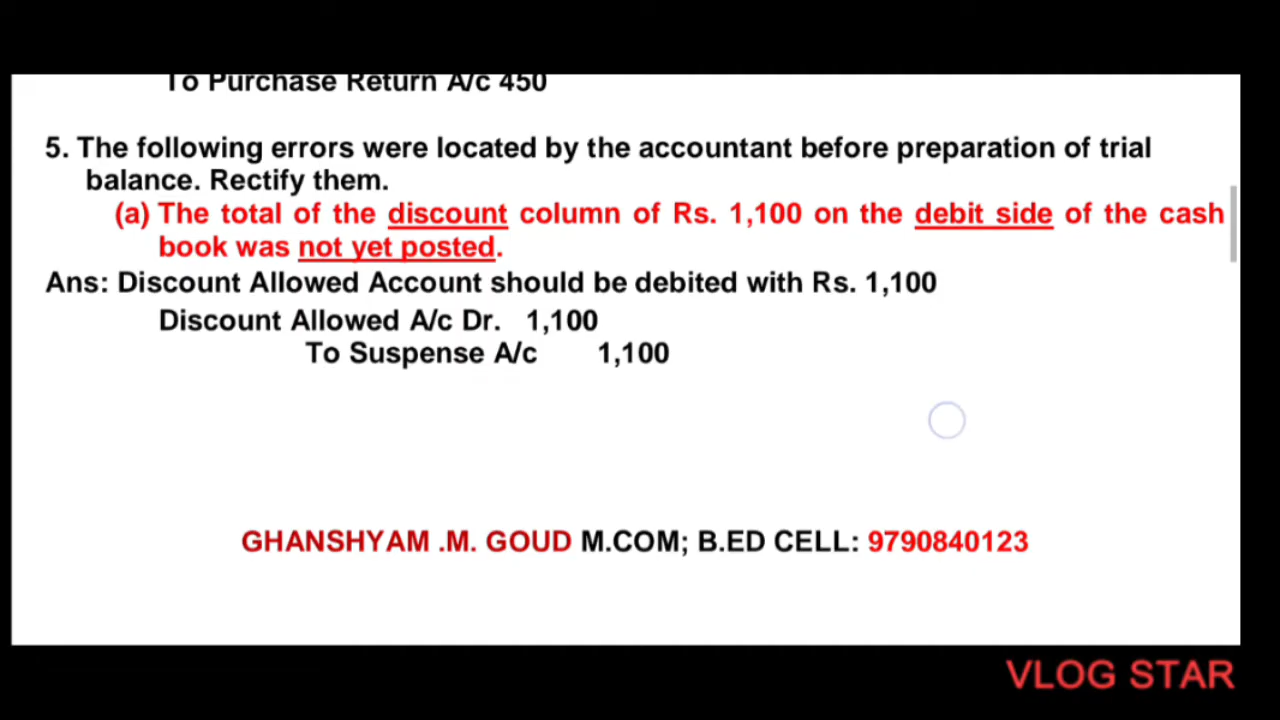 To Purchase Return A/c 450
5. The following errors were located by the accountant before preparation of trial
balance. Rectify them.
(a) The total of the discount column of Rs. 1,100 on the debit side of the cash
book was not yet posted.
Ans: Discount Allowed Account should be debited with Rs. 1,100
Discount Allowed A/c Dr. 1,100
To Suspense A/c 1,100
GHANSHYAM .M. GOUD M.COM; B.ED CELL: 9790840123
VLOG STAR